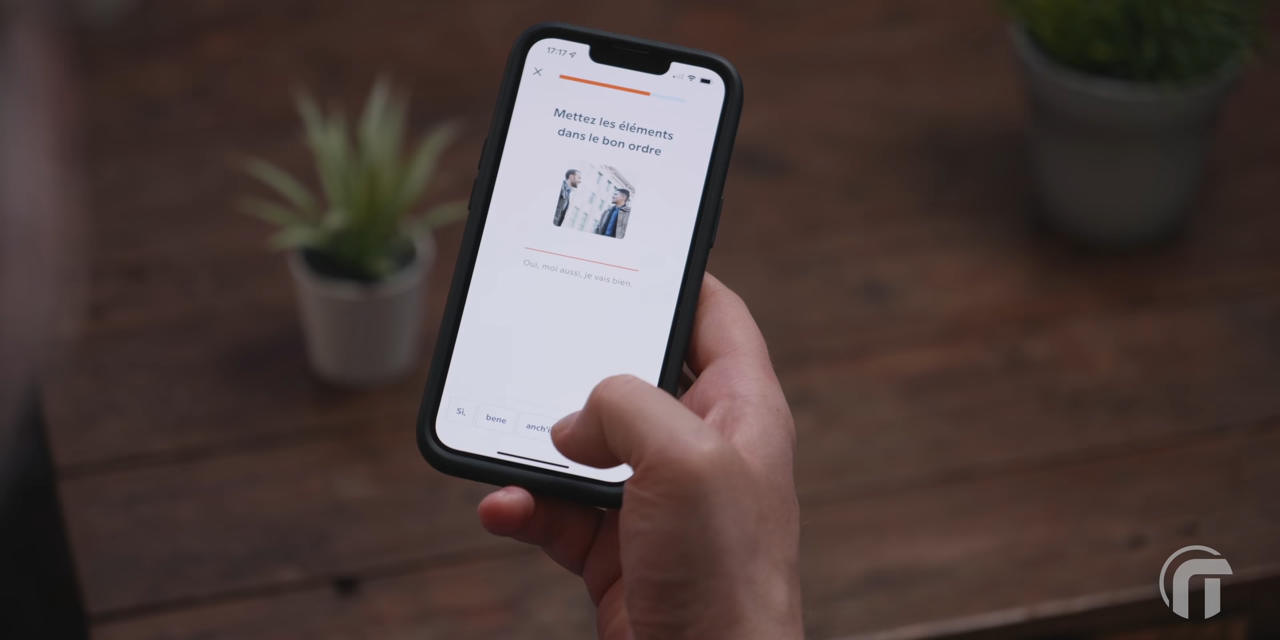 17:17
Mettez les éléments
dans le bon ordre
Oui, moi aussi, je vais bien.
Sì, bene